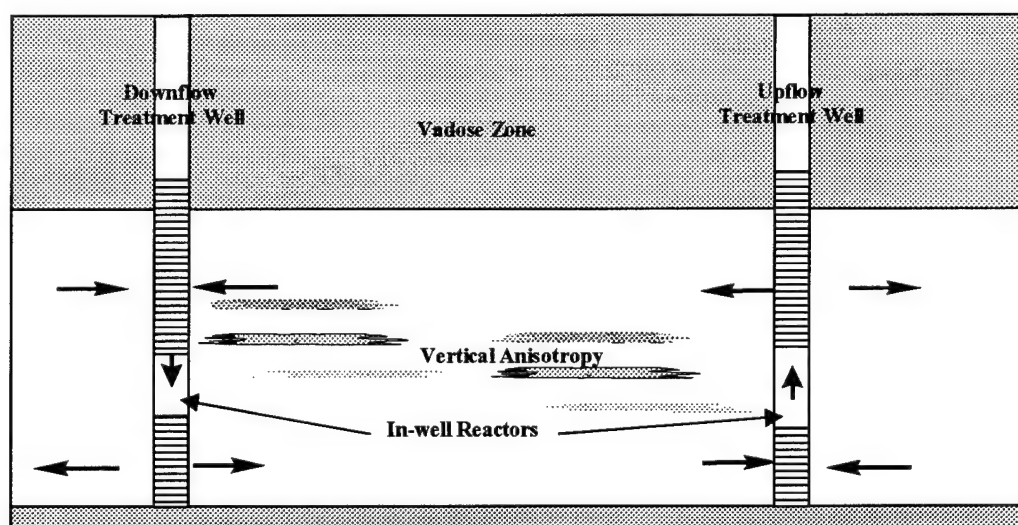 Downflow
Treatment Well
Vadose Zone
Upflow
Treatment Well
Vertical Anisotropy
In-well Reactors